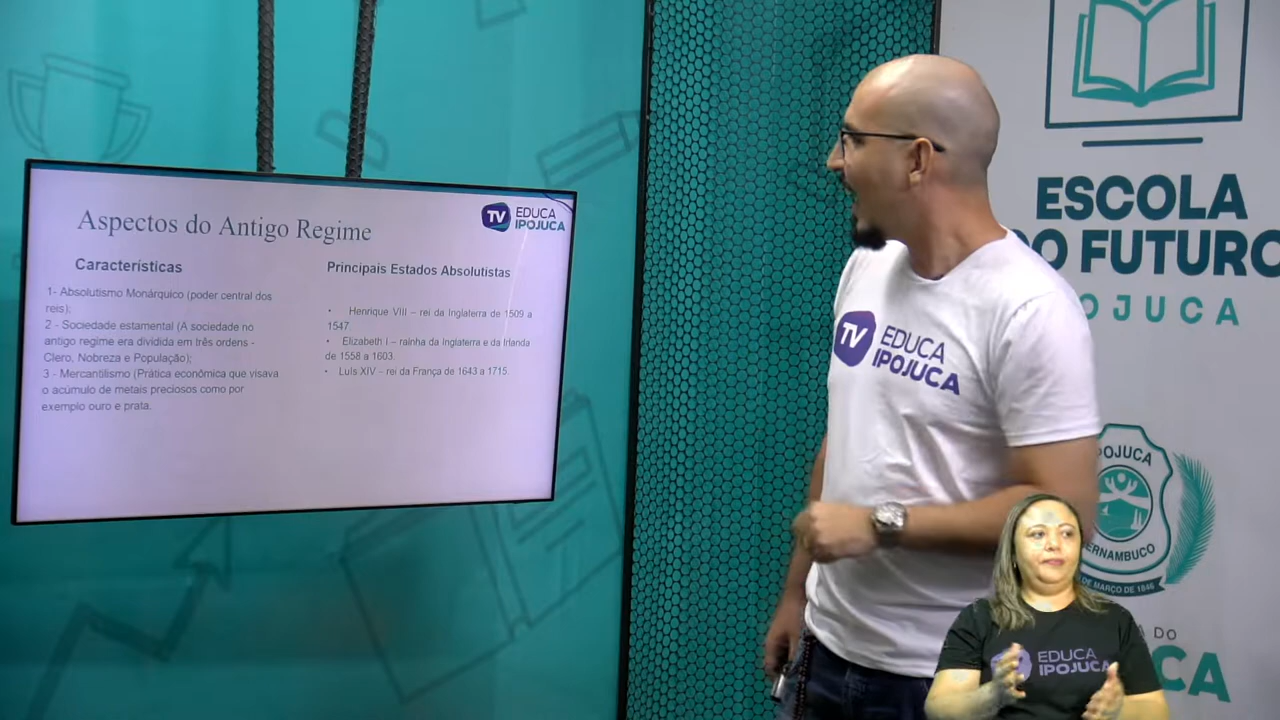 Aspectos do Antigo Regime
TV EDUCA
IPOJUCA
Características
1- Absolutismo Monárquico (poder central dos
reis);
2 - Sociedade estamental (A sociedade no
antigo regime era dividida em três ordens -
Clero, Nobreza e População);
3 - Mercantilismo (Prática econômica que visava
o acúmulo de metais preciosos como por
exemplo ouro e prata.
Principais Estados Absolutistas
• Henrique VIII – rei da Inglaterra de 1509 a
1547.
• Elizabeth I – rainha da Inglaterra e da Irlanda
de 1558 a 1603.
• Luís XIV – rei da França de 1643 a 1715.
TV EDUCA
IPOJUCA
ESCOLA
DO FUTURO
IPOJUCA
IPOJUCA
PERNAMBUCO
DE MARÇO DE 1846
DO
EDUCA
IPOJUCA